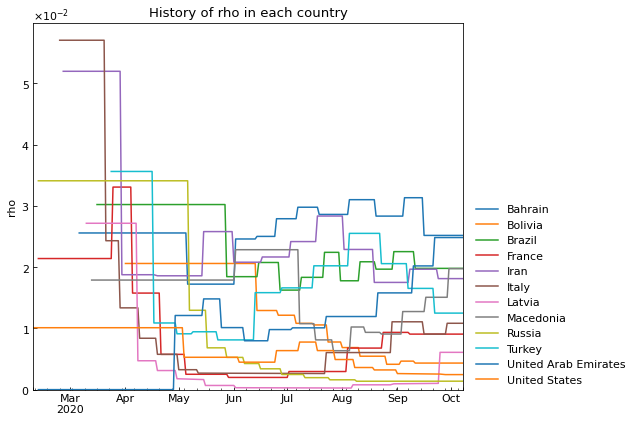 ×10−2
History of rho in each country
5
4
3
2
1
0
rho
Mar
2020
Apr
May
Jun
Jul
Aug
Sep
Oct
Bahrain
Bolivia
Brazil
France
Iran
Italy
Latvia
Macedonia
Russia
Turkey
United Arab Emirates
United States